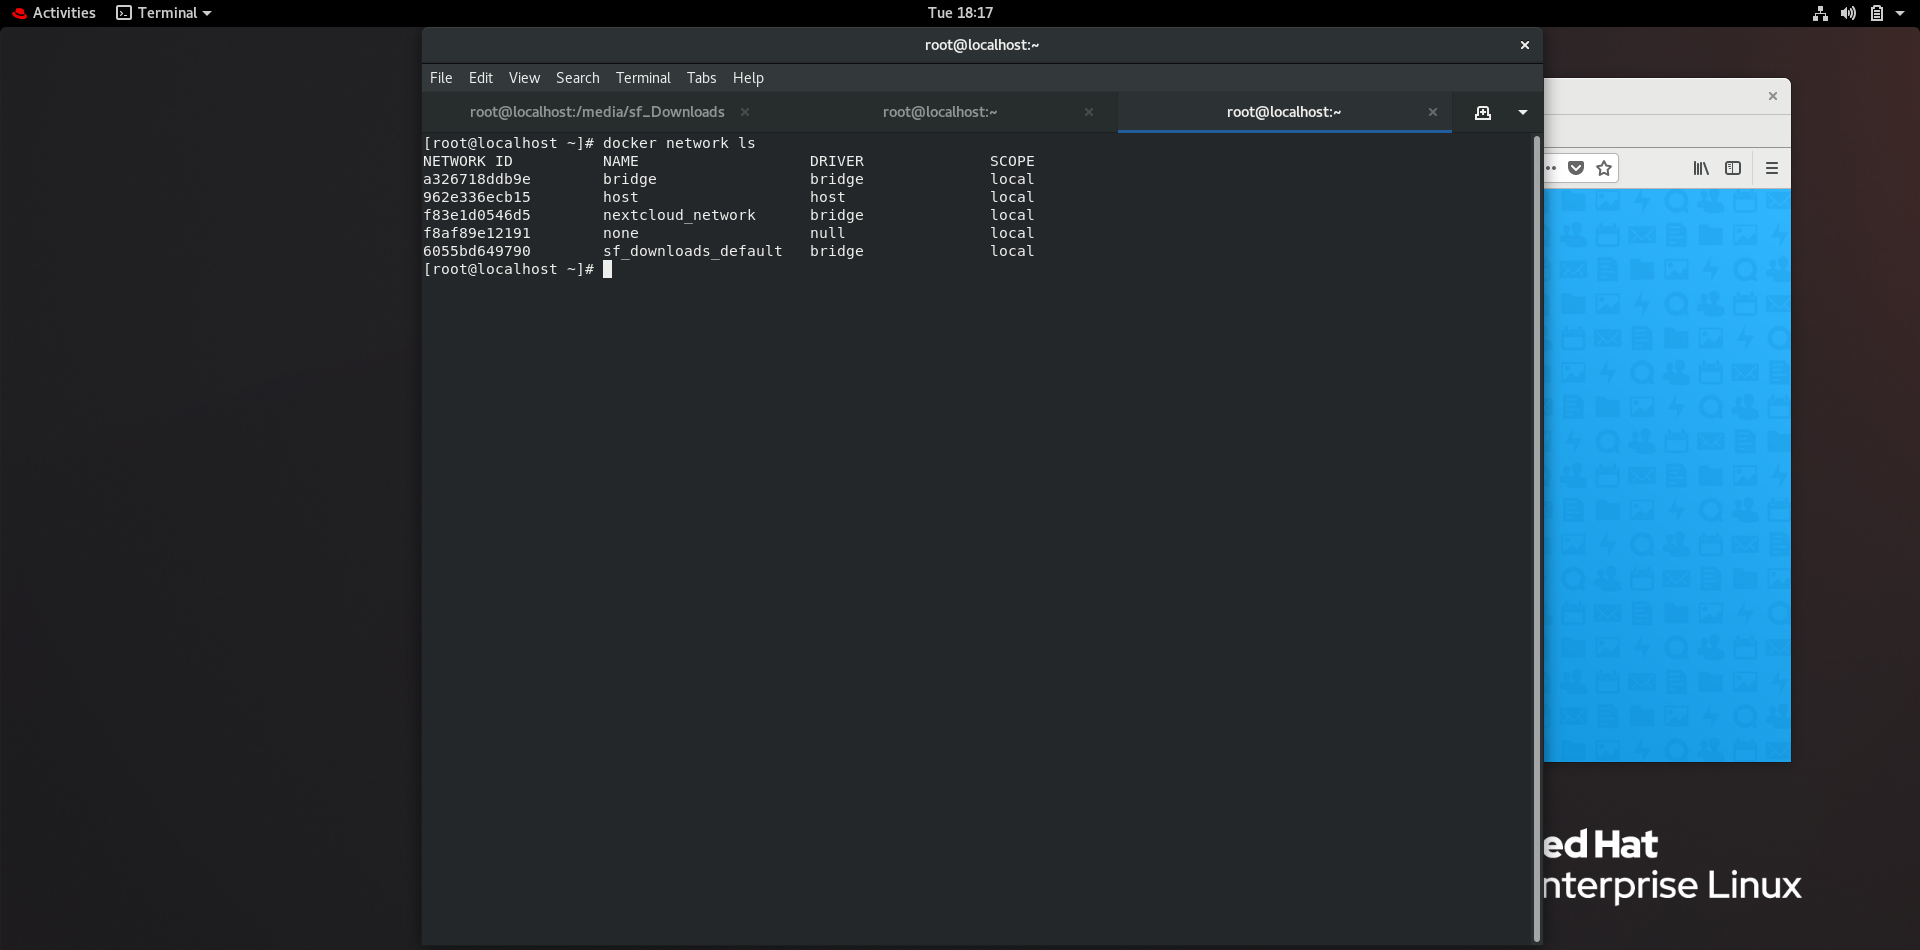 Activities Terminal Tue 18:17
root@localhost:~
File Edit View Search Terminal Tabs Help
root@localhost:/media/sf_Downloads root@localhost:~ root@localhost:~
[root@localhost ~]# docker network ls
NETWORK ID NAME DRIVER SCOPE
a326718ddb9e bridge bridge local
962e336ecb15 host host local
f83e1d0546d5 nextcloud_network bridge local
f8af89e12191 none null local
6055bd649790 sf_downloads_default bridge local
[root@localhost ~]#
ed Hat
nterprise Linux